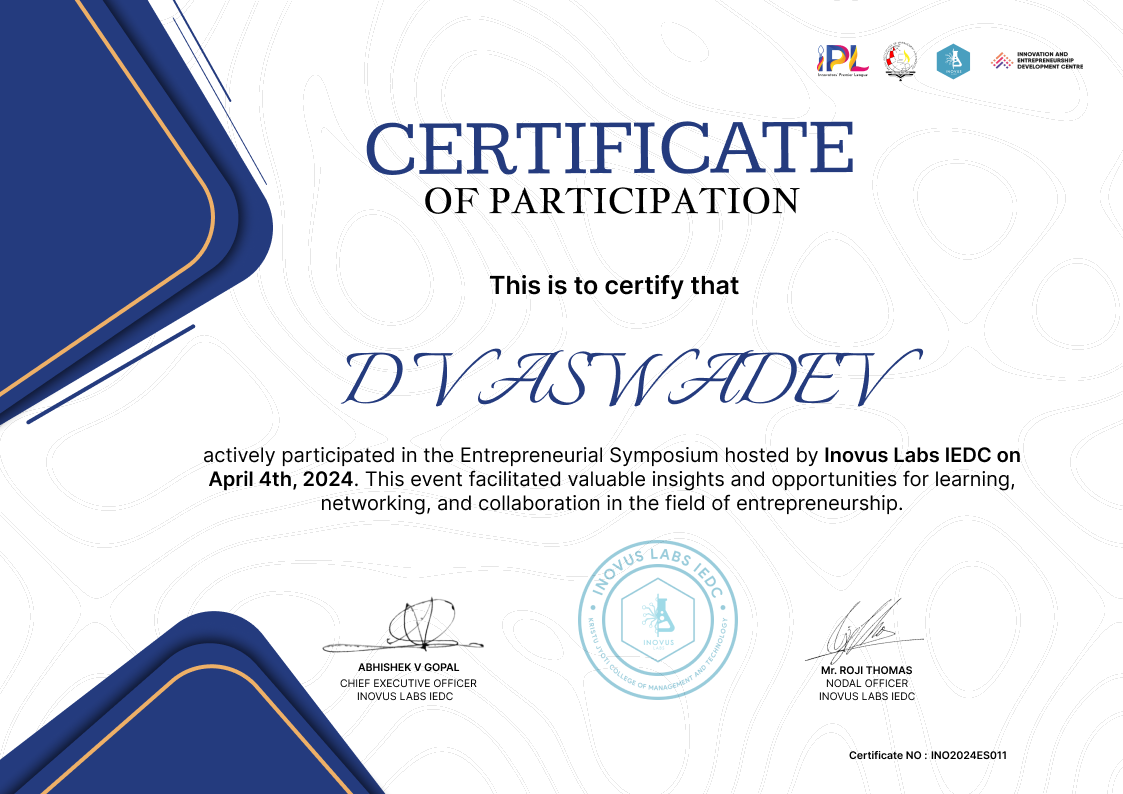 iPL
Innovators Premier League
INOVUS
INNOVATION AND
ENTREPRENEURSHIP
DEVELOPMENT CENTRE
CERTIFICATE
OF PARTICIPATION
This is to certify that
D V ASWADEV
actively participated in the Entrepreneurial Symposium hosted by Inovus Labs IEDC on
April 4th, 2024. This event facilitated valuable insights and opportunities for learning,
networking, and collaboration in the field of entrepreneurship.
INOVUS LABS IEDC
INOVUS
KRISTU JYOTI COLLEGE OF MANAGEMENT AND TECHNOLOGY
ABHISHEK V GOPAL
CHIEF EXECUTIVE OFFICER
INOVUS LABS IEDC
Mr. ROJI THOMAS
NODAL OFFICER
INOVUS LABS IEDC
Certificate NO : INO2024ES011